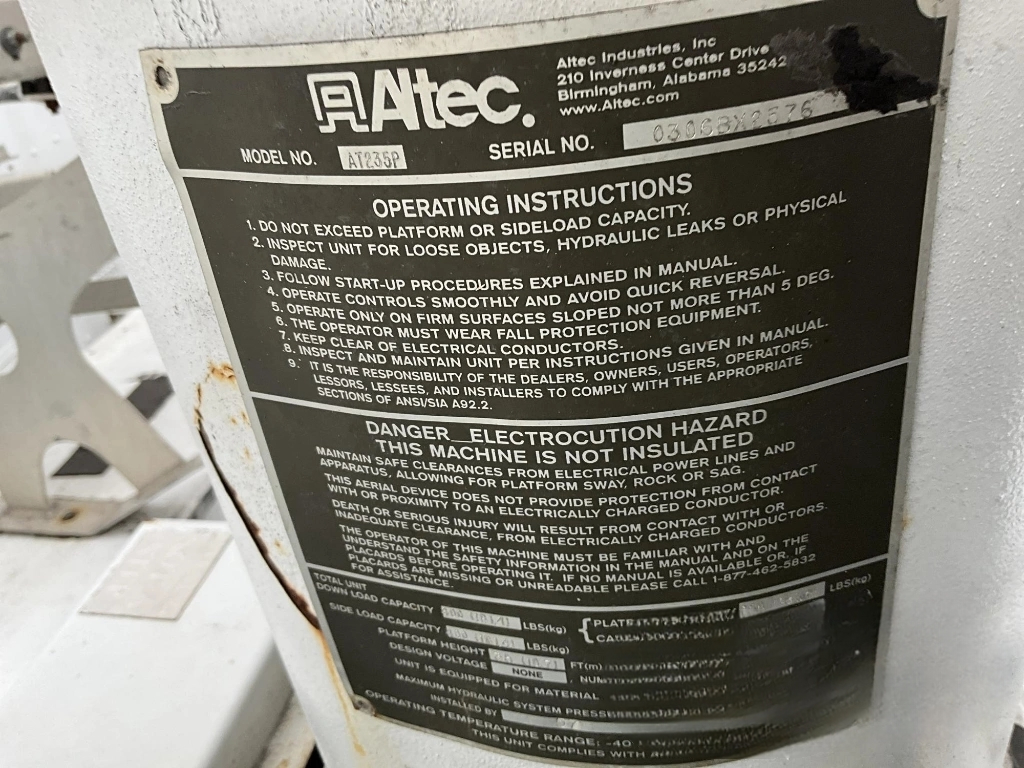 Altec.
Altec Industries, Inc
210 Inverness Center Drive
Birmingham, Alabama 35242
www.Altec.com
MODEL NO. AT235P SERIAL NO.
OPERATING INSTRUCTIONS
1. DO NOT EXCEED PLATFORM OR SIDELOAD CAPACITY.
2. INSPECT UNIT FOR LOOSE OBJECTS, HYDRAULIC LEAKS OR PHYSICAL
DAMAGE.
3. FOLLOW START-UP PROCEDURES EXPLAINED IN MANUAL.
4. OPERATE CONTROLS SMOOTHLY AND AVOID QUICK REVERSAL.
5. OPERATE ONLY ON FIRM SURFACES SLOPED NOT MORE THAN 5 DEG.
6. THE OPERATOR MUST WEAR FALL PROTECTION EQUIPMENT.
7. KEEP CLEAR OF ELECTRICAL CONDUCTORS.
8. INSPECT AND MAINTAIN UNIT PER INSTRUCTIONS GIVEN IN MANUAL.
9. IT IS THE RESPONSIBILITY OF THE DEALERS, OWNERS, USERS, OPERATORS,
LESSORS, LESSEES, AND INSTALLERS TO COMPLY WITH THE APPROPRIATE
SECTIONS OF ANSI/SIA A92.2.
DANGER ELECTROCUTION HAZARD
THIS MACHINE IS NOT INSULATED
MAINTAIN SAFE CLEARANCES FROM ELECTRICAL POWER LINES AND
APPARATUS, ALLOWING FOR PLATFORM SWAY, ROCK OR SAG.
THIS AERIAL DEVICE DOES NOT PROVIDE PROTECTION FROM CONTACT
WITH OR PROXIMITY TO AN ELECTRICALLY CHARGED CONDUCTOR.
DEATH OR SERIOUS INJURY WILL RESULT FROM CONTACT WITH OR
INADEQUATE CLEARANCE, FROM ELECTRICALLY CHARGED CONDUCTORS.
THE OPERATOR OF THIS MACHINE MUST BE FAMILIAR WITH AND
UNDERSTAND THE SAFETY INFORMATION IN THE MANUAL AND ON THE
PLACARDS BEFORE OPERATING IT. IF NO MANUAL IS AVAILABLE OR IF
PLACARDS ARE MISSING OR UNREADABLE PLEASE CALL 1-877-462-5832
FOR ASSISTANCE.
TOTAL UNIT
DOWN LOAD CAPACITY LBS(kg) LBS(kg)
SIDE LOAD CAPACITY LBS(kg)
PLATFORM HEIGHT FT(m)
DESIGN VOLTAGE NONE
UNIT IS EQUIPPED FOR MATERIAL
MAXIMUM HYDRAULIC SYSTEM
INSTALLED BY
OPERATING TEMPERATURE RANGE: -40
THIS UNIT COMPLIES WITH